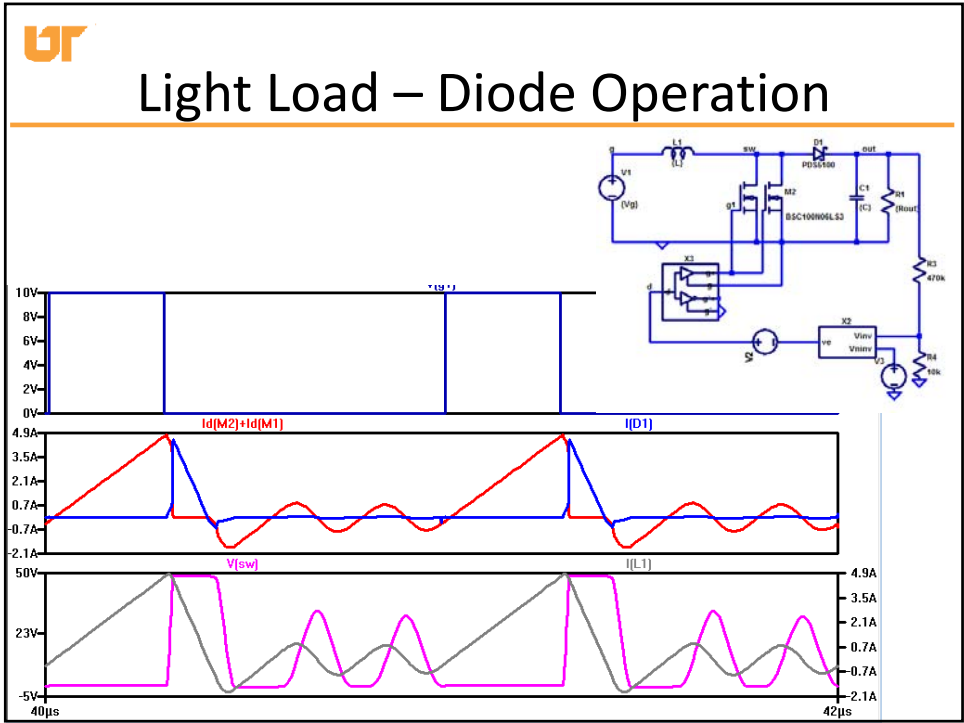 UT
Light Load – Diode Operation
g
L1
{L}
sw
D1
PDS5100
out
V1
{Vg}
g1
M2
BSC100N06LS3
C1
{C}
R1
{Rout
X3
d
R3
470k
V2
X2
vc
Vinv
Vninv
V3
R4
10k
V(g1)
10V
8V
6V
4V
2V
0V
Id(M2)+Id(M1)
I(D1)
4.9A
3.5A
2.1A
0.7A
-0.7A
-2.1A
V(sw)
I(L1)
50V
23V
-5V
4.9A
3.5A
2.1A
0.7A
-0.7A
-2.1A
40µs
42µs